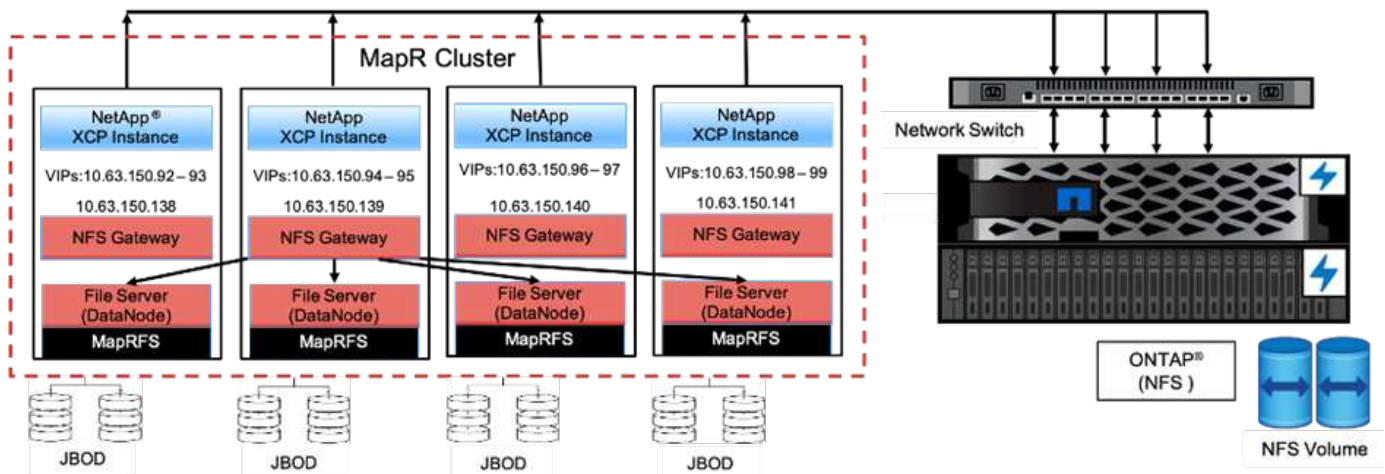 MapR Cluster
NetApp®
XCP Instance
VIPs:10.63.150.92 – 93
10.63.150.138
NFS Gateway
File Server
(DataNode)
MapRFS
JBOD
NetApp
XCP Instance
VIPs:10.63.150.94 – 95
10.63.150.139
NFS Gateway
File Server
(DataNode)
MapRFS
JBOD
NetApp
XCP Instance
VIPs:10.63.150.96 – 97
10.63.150.140
NFS Gateway
File Server
(DataNode)
MapRFS
JBOD
NetApp
XCP Instance
VIPs:10.63.150.98 – 99
10.63.150.141
NFS Gateway
File Server
(DataNode)
MapRFS
JBOD
Network Switch
ONTAP®
(NFS )
NFS Volume